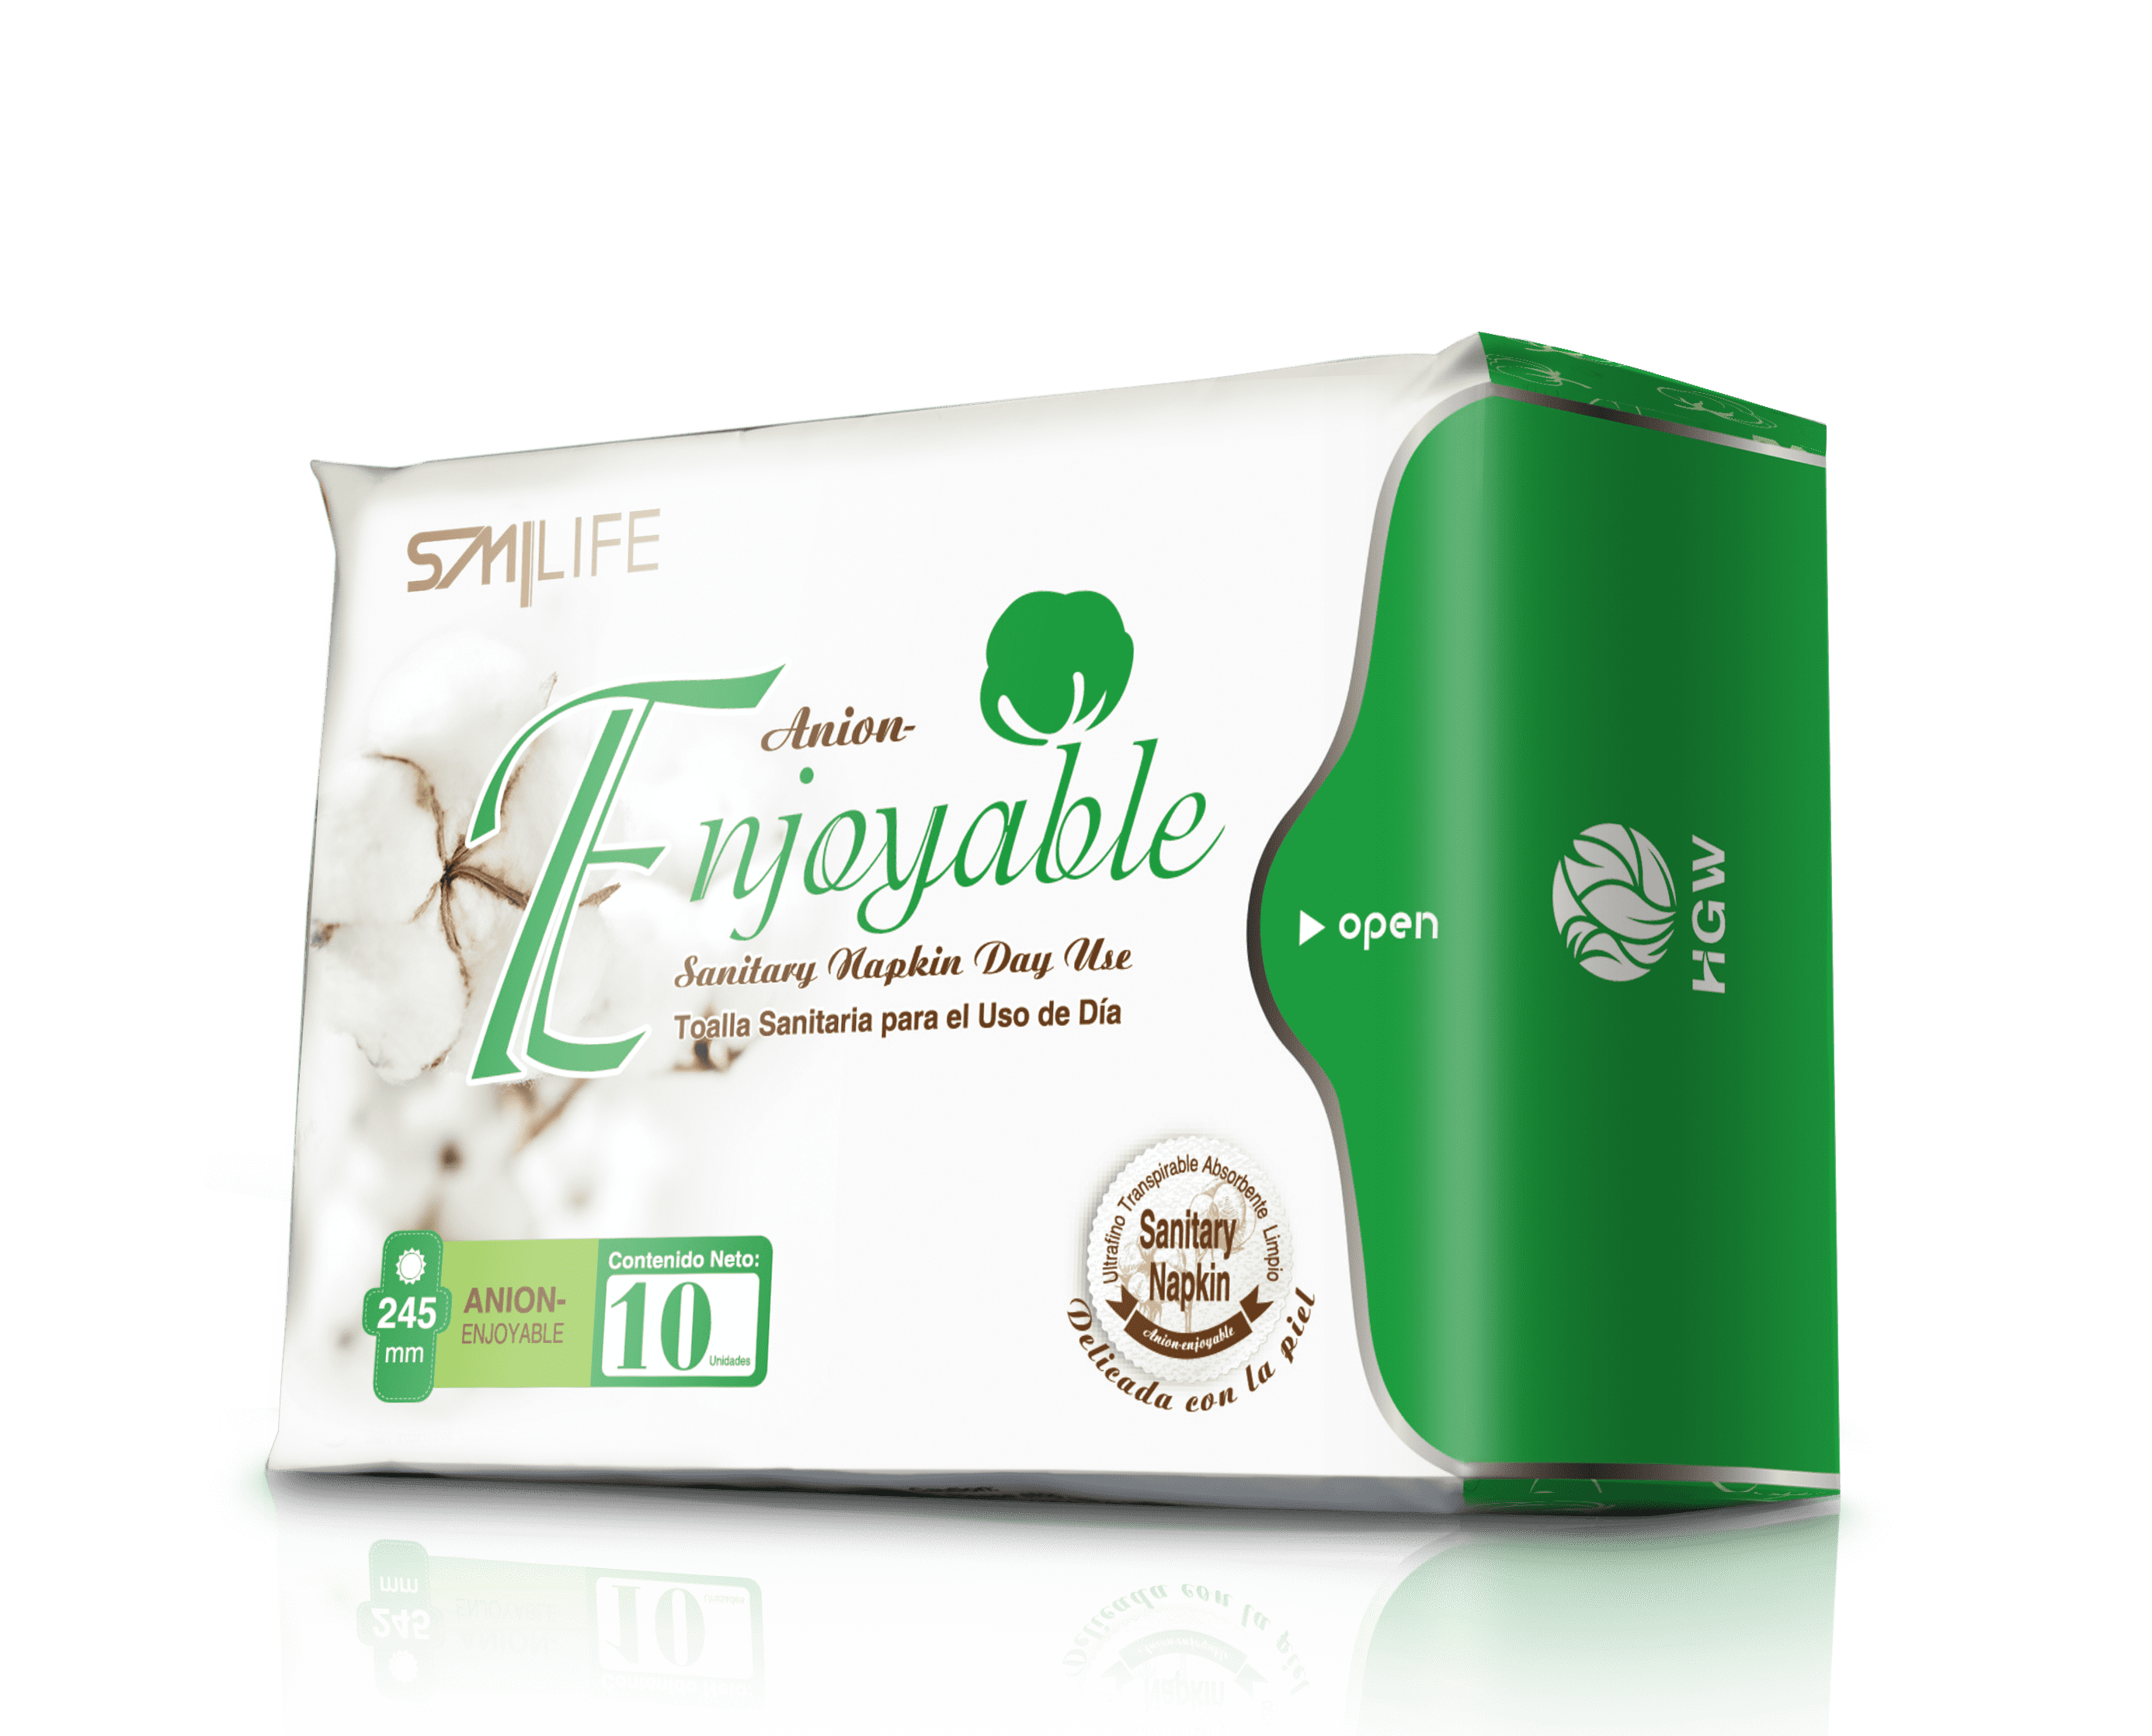 SMILIFE
Anion-
Enjoyable
Sanitary Napkin Day Use
Toalla Sanitaria para el Uso de Día
open
HGW
245
mm
ANION-
ENJOYABLE
Contenido Neto:
10
Unidades
Ultrafino Transpirable Absorbente Limpio
Sanitary
Napkin
Anion-enjoyable
Delicada con la piel